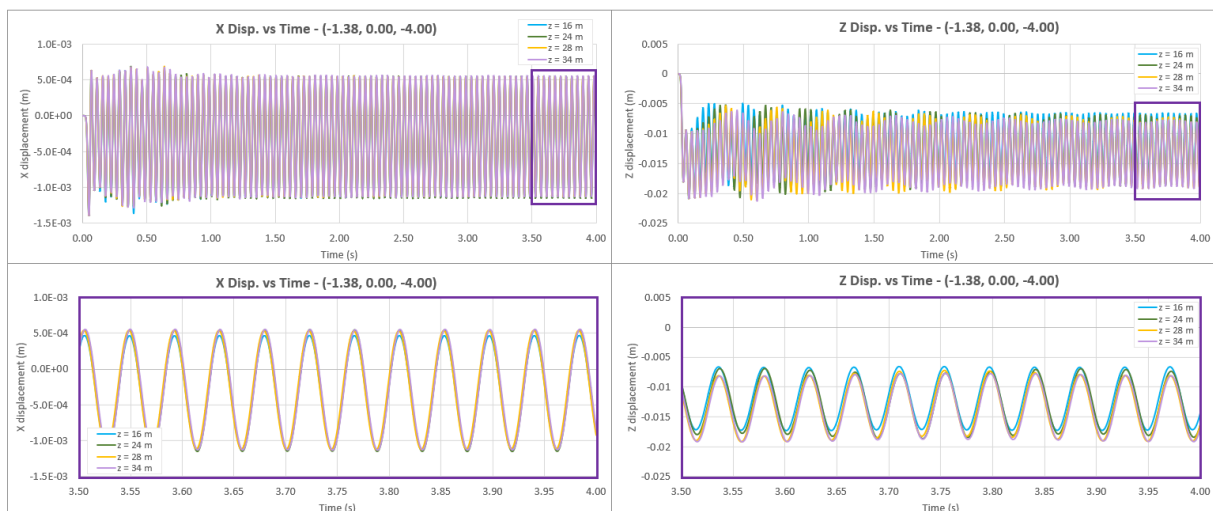 X Disp. vs Time - (-1.38, 0.00, -4.00)
X displacement (m)
1.0E-03
5.0E-04
0.0E+00
-5.0E-04
-1.0E-03
-1.5E-03
0.00 0.50 1.00 1.50 2.00 2.50 3.00 3.50 4.00
Time (s)
z = 16 m
z = 24 m
z = 28 m
z = 34 m
Z Disp. vs Time - (-1.38, 0.00, -4.00)
Z displacement (m)
0.005
0
-0.005
-0.01
-0.015
-0.02
-0.025
0.00 0.50 1.00 1.50 2.00 2.50 3.00 3.50 4.00
Time (s)
z = 16 m
z = 24 m
z = 28 m
z = 34 m
X Disp. vs Time - (-1.38, 0.00, -4.00)
X displacement (m)
1.0E-03
5.0E-04
0.0E+00
-5.0E-04
-1.0E-03
-1.5E-03
z = 16 m
z = 24 m
z = 28 m
z = 34 m
3.50 3.55 3.60 3.65 3.70 3.75 3.80 3.85 3.90 3.95 4.00
Time (s)
Z Disp. vs Time - (-1.38, 0.00, -4.00)
Z displacement (m)
0.005
0
-0.005
-0.01
-0.015
-0.02
-0.025
z = 16 m
z = 24 m
z = 28 m
z = 34 m
3.50 3.55 3.60 3.65 3.70 3.75 3.80 3.85 3.90 3.95 4.00
Time (s)